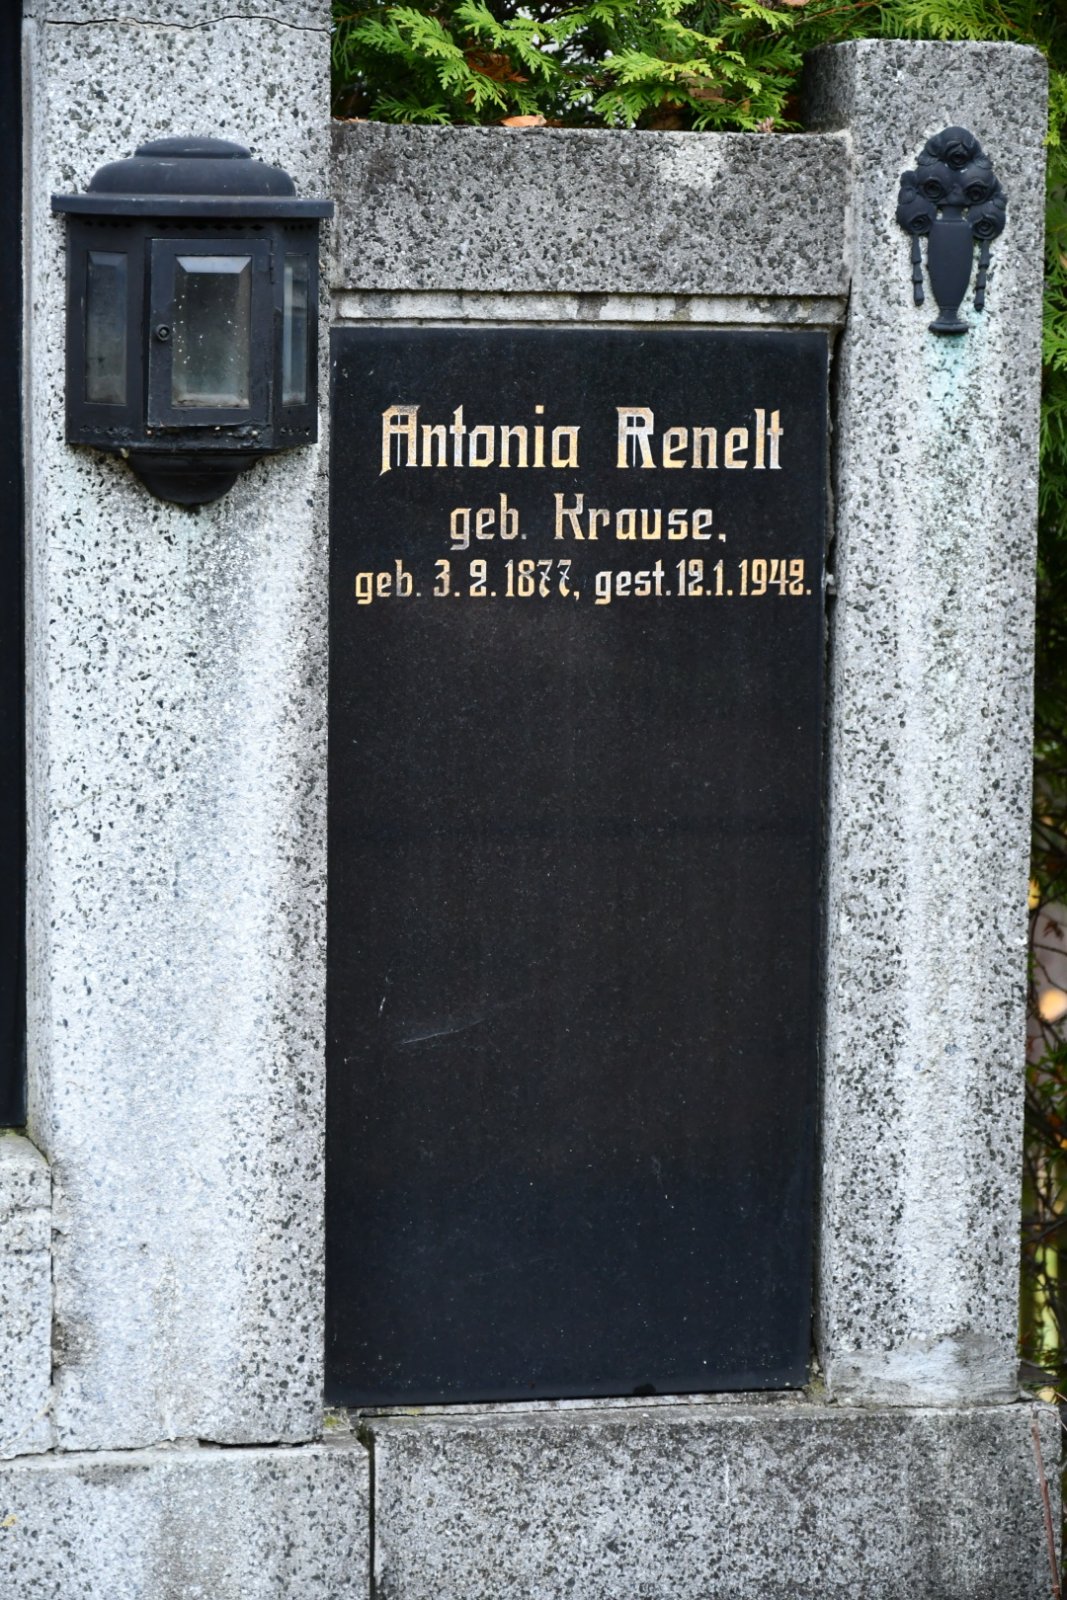 Antonia Renelt
geb. Krause,
geb. 3. 2. 1877, gest. 12. 1. 1942.